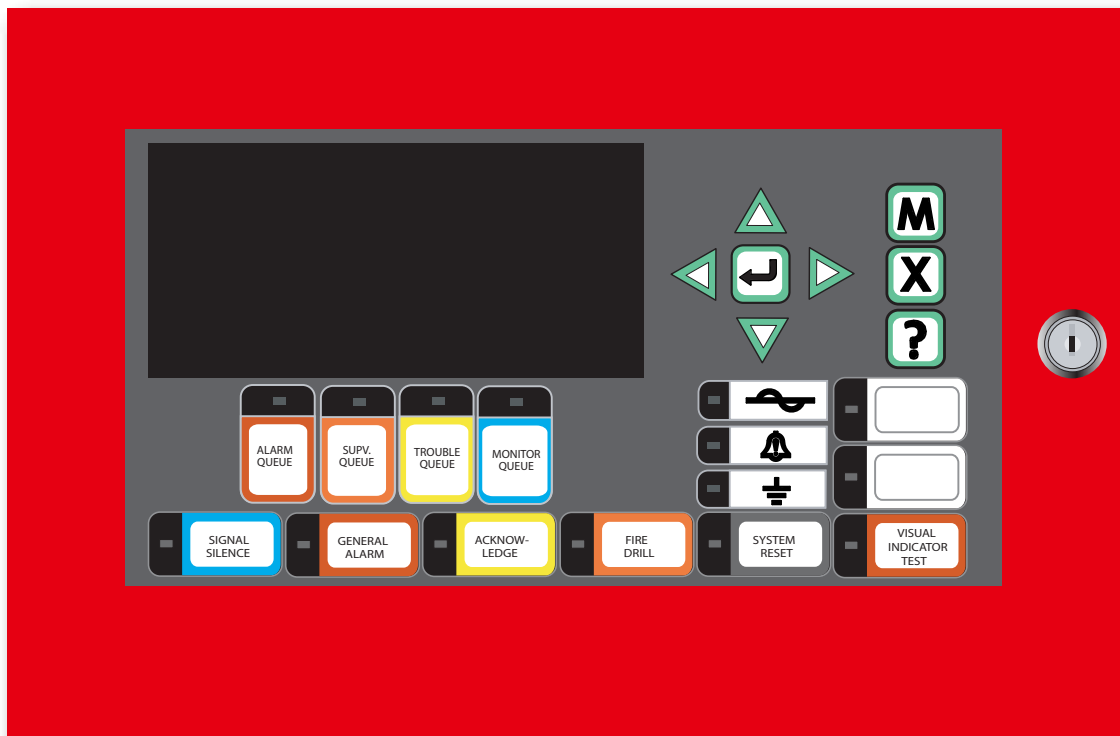 M
X
?
ALARM
QUEUE
SUPV.
QUEUE
TROUBLE
QUEUE
MONITOR
QUEUE
SIGNAL
SILENCE
GENERAL
ALARM
ACKNOW-
LEDGE
FIRE
DRILL
SYSTEM
RESET
VISUAL
INDICATOR
TEST